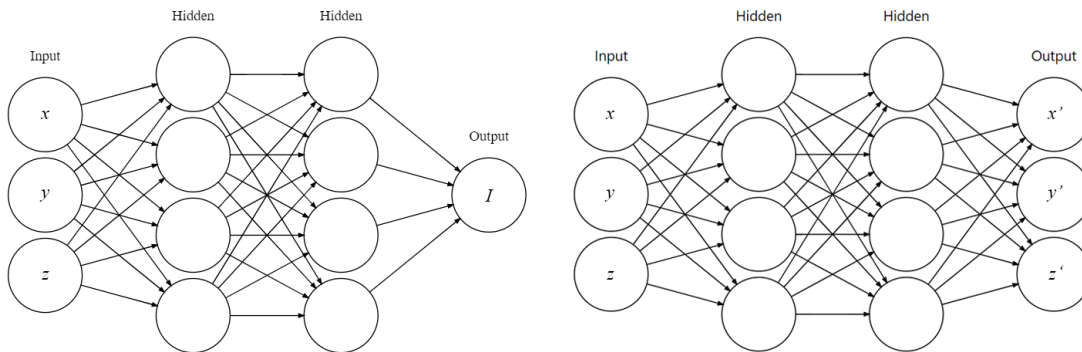 Hidden
Hidden
Input
x
y
z
Output
I
Hidden
Hidden
Input
Output
x
x’
y
y’
z
z‘